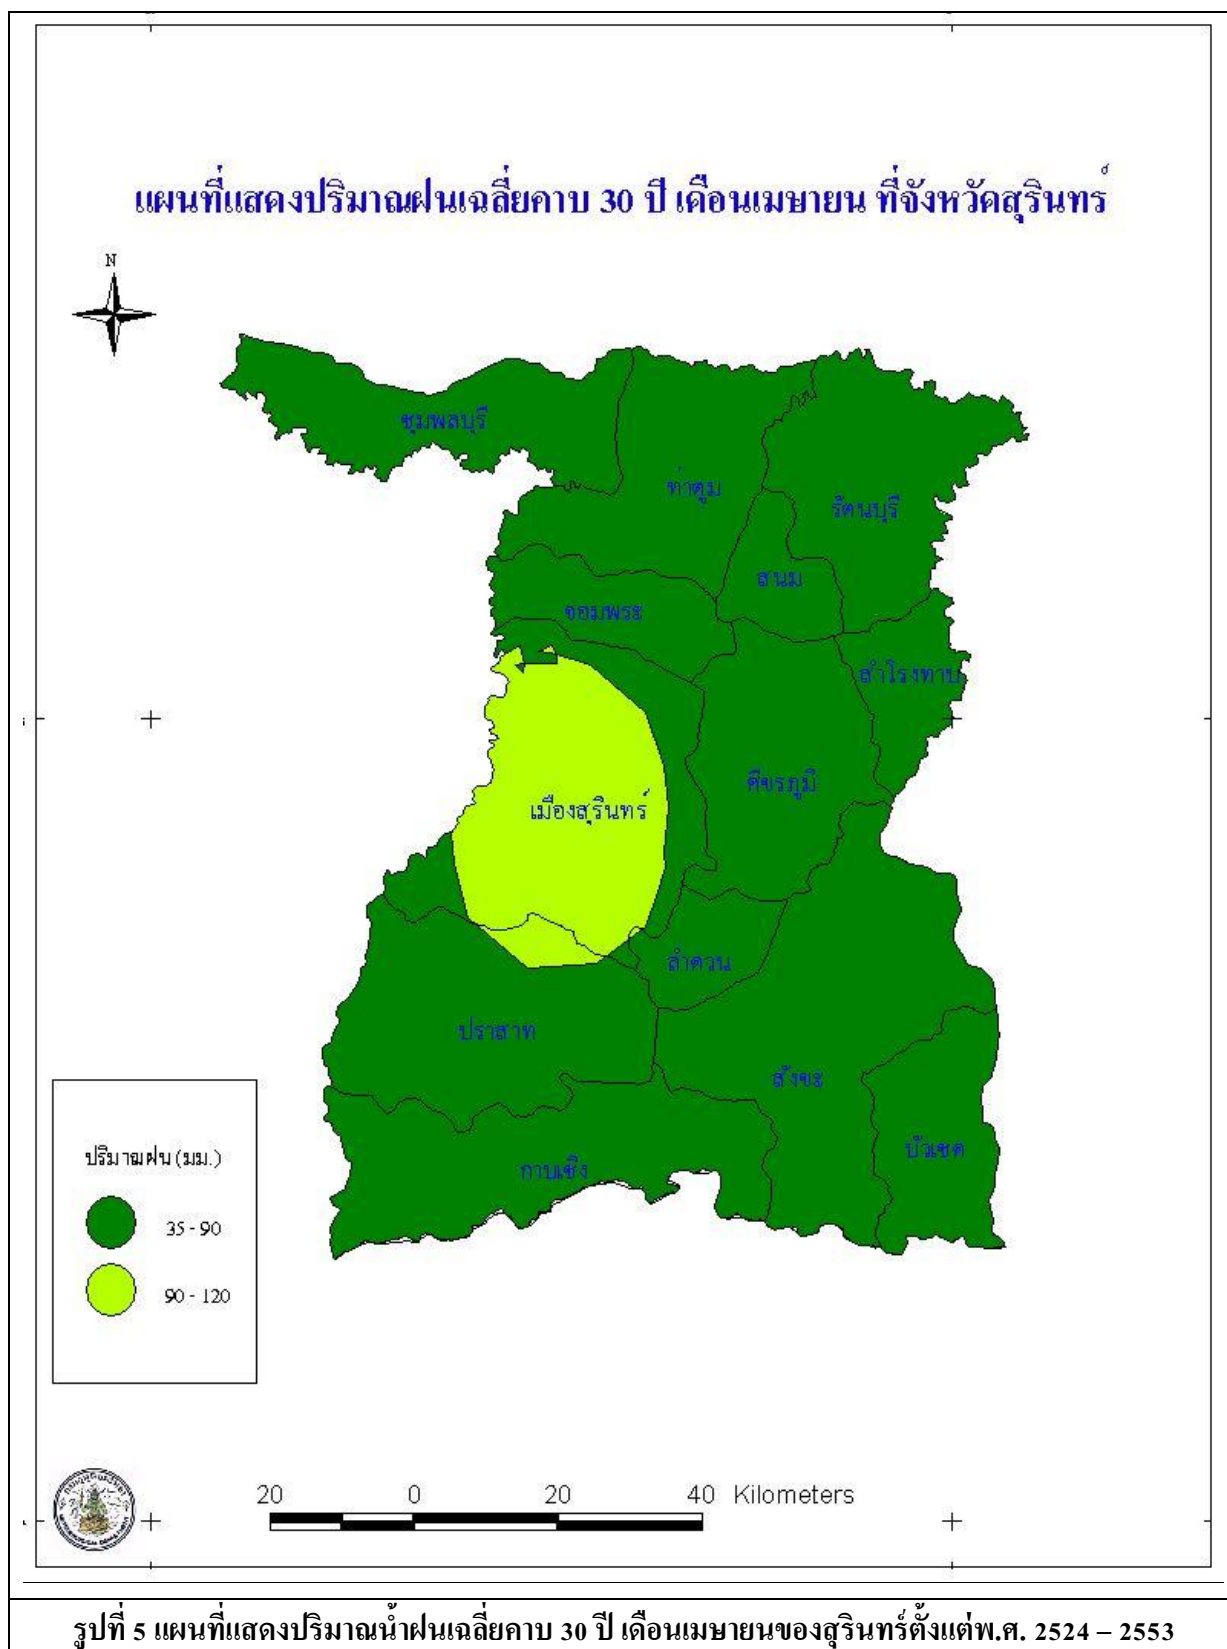 แผนที่แสดงปริมาณฝนเฉลี่ยคาบ 30 ปี เดือนเมษายน ที่จังหวัดสุรินทร์
N
ชุมพลบุรี
ท่าตูม
รัตนบุรี
สนม
จอมพระ
สำโรงทาบ
ศีขรภูมิ
เมืองสุรินทร์
ลำดวน
ปราสาท
สังขะ
บัวเชด
กาบเชิง
ปริมาณฝน (มม.)
35 - 90
90 - 120
20 0 20 40 Kilometers
รูปที่ 5 แผนที่แสดงปริมาณน้ำฝนเฉลี่ยคาบ 30 ปี เดือนเมษายนของสุรินทร์ตั้งแต่พ.ศ. 2524 – 2553